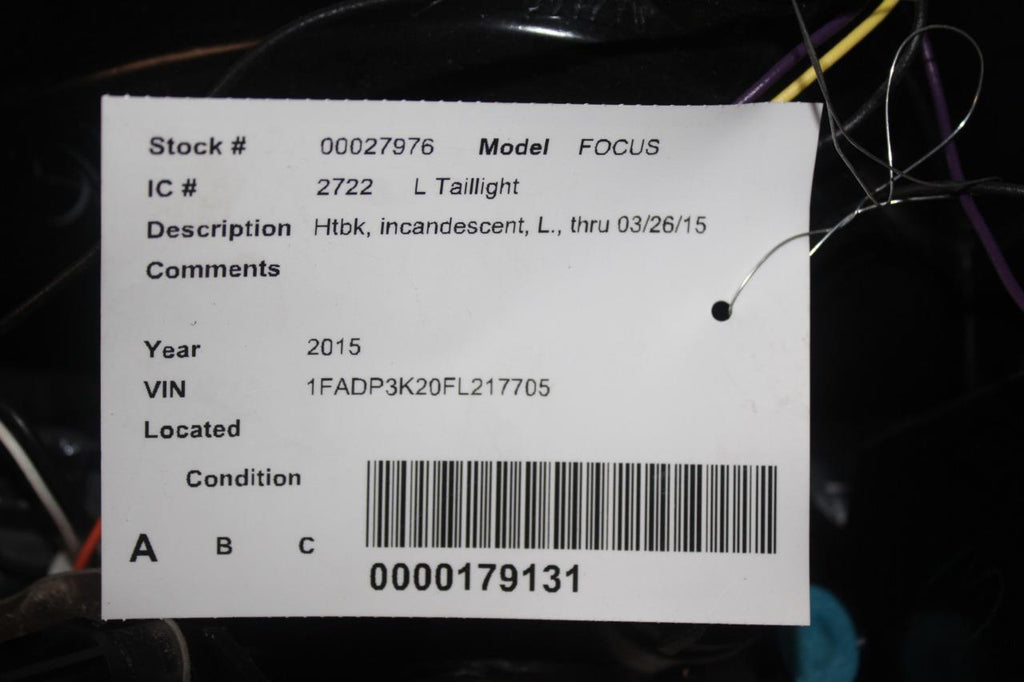 Stock # 00027976 Model FOCUS
IC # 2722 L Taillight
Description Htbk, incandescent, L., thru 03/26/15
Comments
Year 2015
VIN 1FADP3K20FL217705
Located
Condition
A B C
0000179131